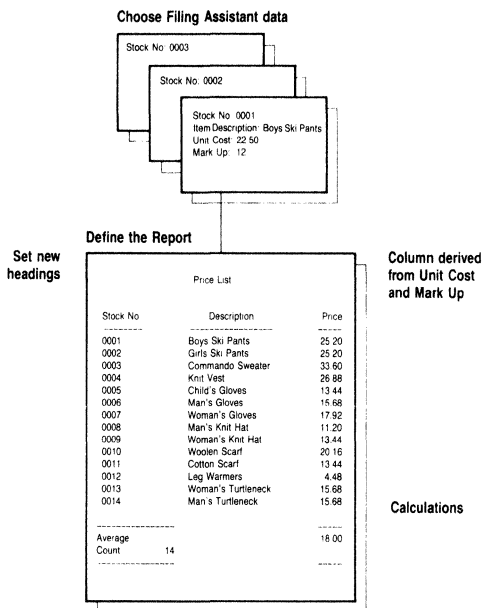 Choose Filing Assistant data
Stock No: 0003
Stock No: 0002
Stock No 0001
Item Description: Boys Ski Pants
Unit Cost: 22 50
Mark Up: 12
Define the Report
Set new
headings
Column derived
from Unit Cost
and Mark Up
Price List
Stock No Description Price
0001 Boys Ski Pants 25 20
0002 Girls Ski Pants 25 20
0003 Commando Sweater 33.60
0004 Knit Vest 26 88
0005 Child's Gloves 13 44
0006 Man's Gloves 15.68
0007 Woman's Gloves 17.92
0008 Man's Knit Hat 11.20
0009 Woman's Knit Hat 13.44
0010 Woolen Scarf 20 16
0011 Cotton Scarf 13 44
0012 Leg Warmers 4.48
0013 Woman's Turtleneck 15.68
0014 Man's Turtleneck 15.68
Calculations
Average 18 00
Count 14